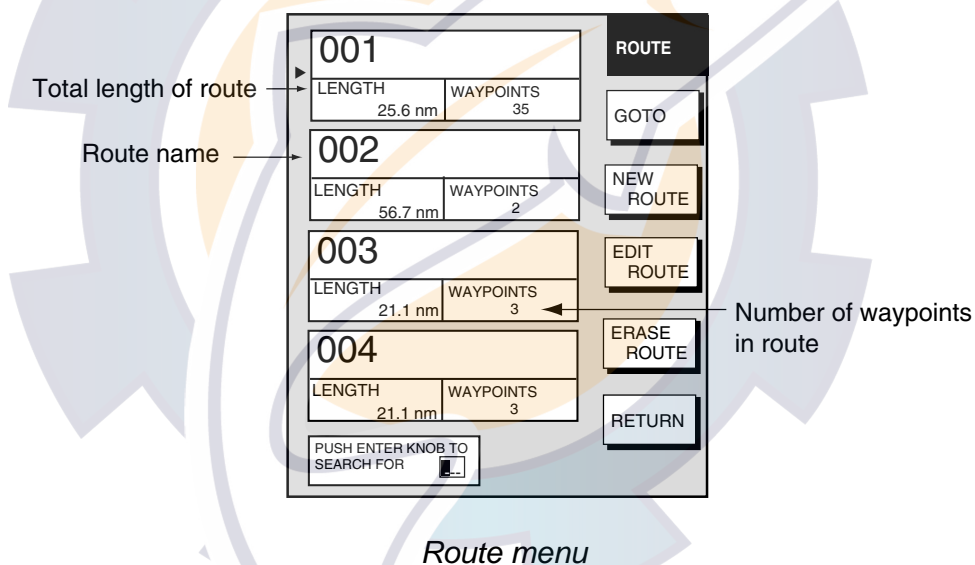 001
ROUTE
Total length of route
LENGTH
25.6 nm
WAYPOINTS
35
GOTO
Route name
002
LENGTH
56.7 nm
WAYPOINTS
2
NEW
ROUTE
003
LENGTH
21.1 nm
WAYPOINTS
3
EDIT
ROUTE
Number of waypoints
in route
004
LENGTH
21.1 nm
WAYPOINTS
3
ERASE
ROUTE
RETURN
PUSH ENTER KNOB TO
SEARCH FOR
Route menu